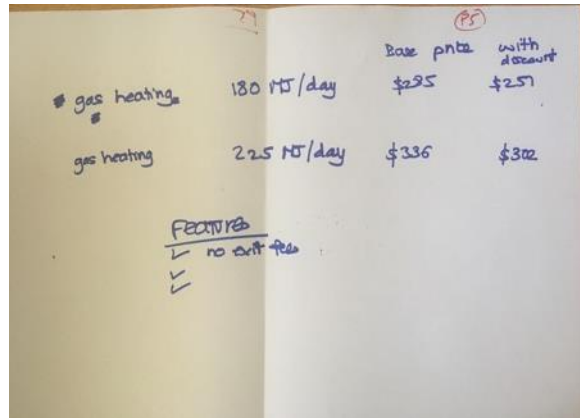 P5
Base price with
discount
gas heating 180 MJ/day $285 $257
gas heating 225 MJ/day $336 $302
Features
✓ no exit fees
✓
✓